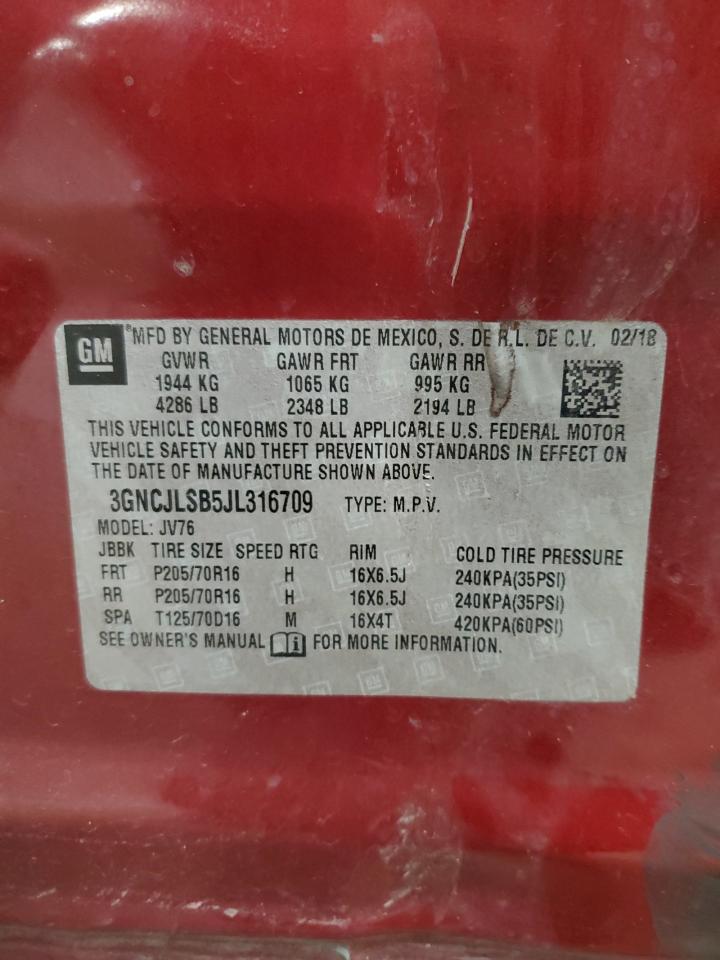 GM
®MFD BY GENERAL MOTORS DE MEXICO, S. DE R.L. DE C.V. 02/18
GVWR GAWR FRT GAWR RR
1944 KG 1065 KG 995 KG
4286 LB 2348 LB 2194 LB
THIS VEHICLE CONFORMS TO ALL APPLICABLE U.S. FEDERAL MOTOR
VEHICLE SAFETY AND THEFT PREVENTION STANDARDS IN EFFECT ON
THE DATE OF MANUFACTURE SHOWN ABOVE.
3GNCJLSB5JL316709 TYPE: M.P.V.
MODEL: JV76
JBBK TIRE SIZE SPEED RTG RIM COLD TIRE PRESSURE
FRT P205/70R16 H 16X6.5J 240KPA(35PSI)
RR P205/70R16 H 16X6.5J 240KPA(35PSI)
SPA T125/70D16 M 16X4T 420KPA(60PSI)
SEE OWNER'S MANUAL i FOR MORE INFORMATION.